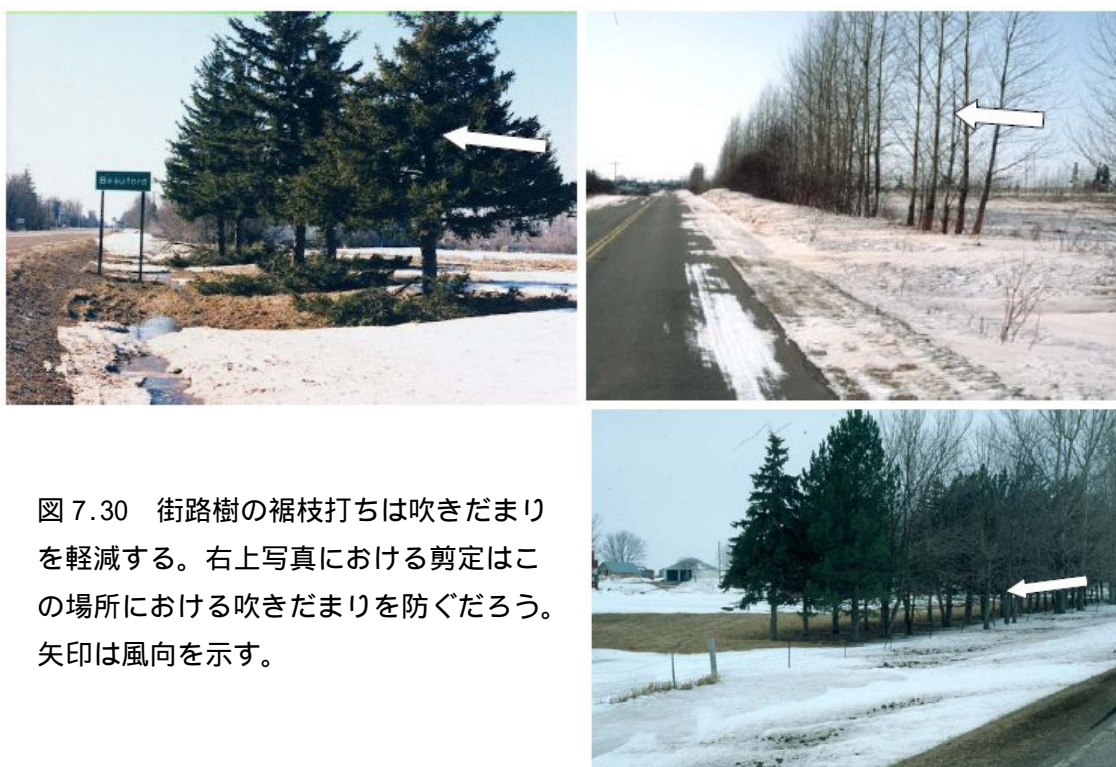 Beauford
図 7.30　街路樹の裾枝打ちは吹きだまり
を軽減する。右上写真における剪定はこ
の場所における吹きだまりを防ぐだろう。
矢印は風向を示す。